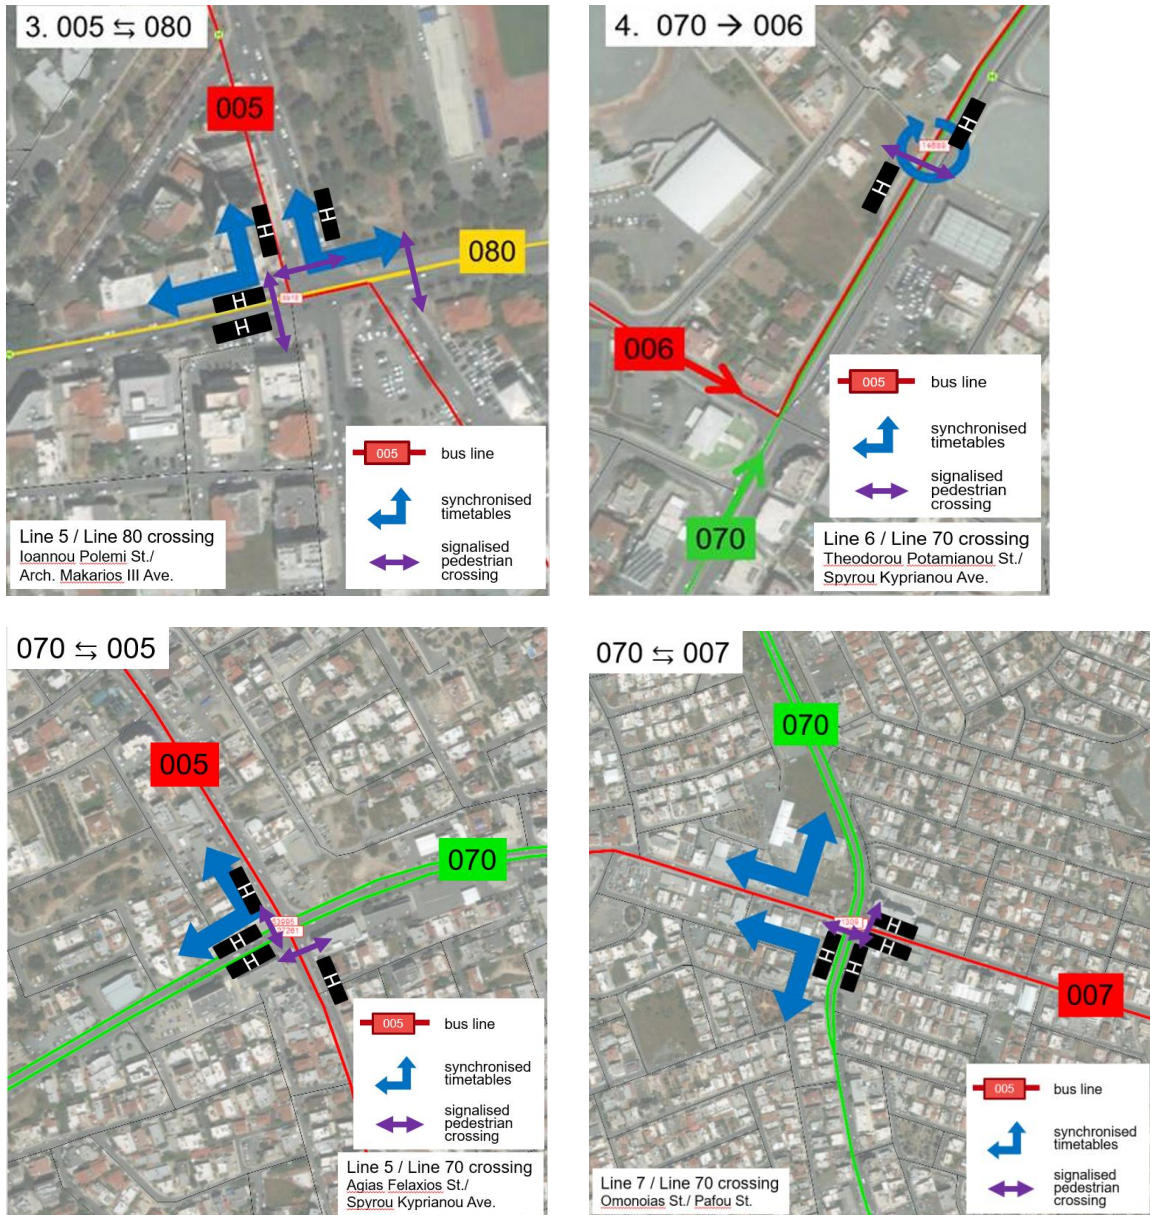 3. 005 ⇆ 080
005
080
H
H
H
H
H
H
005 bus line
synchronised
timetables
signalised
pedestrian
crossing
Line 5 / Line 80 crossing
Ioannou Polemi St./
Arch. Makarios III Ave.
4. 070 → 006
H
H
H
14689
006
070
005 bus line
synchronised
timetables
signalised
pedestrian
crossing
Line 6 / Line 70 crossing
Theodorou Potamianou St./
Spyrou Kyprianou Ave.
070 ⇆ 005
005
070
H
H
H
H
005 bus line
synchronised
timetables
signalised
pedestrian
crossing
Line 5 / Line 70 crossing
Agias Felaxios St./
Spyrou Kyprianou Ave.
070 ⇆ 007
070
H
H
H
H
007
005 bus line
synchronised
timetables
signalised
pedestrian
crossing
Line 7 / Line 70 crossing
Omonoias St./ Pafou St.